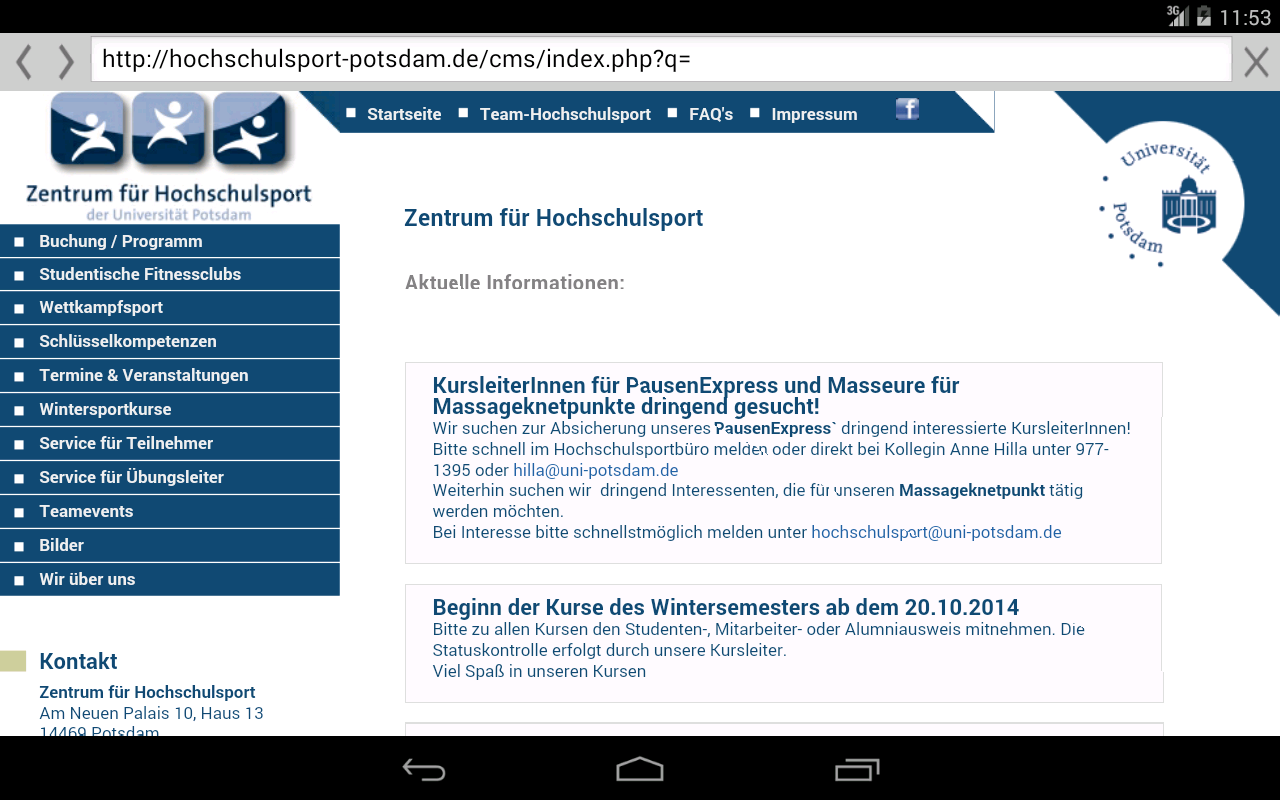 3G 11:53
http://hochschulsport-potsdam.de/cms/index.php?q=
Startseite Team-Hochschulsport FAQ's Impressum
f
Zentrum für Hochschulsport
der Universität Potsdam
Universität
Potsdam
Buchung / Programm
Studentische Fitnessclubs
Wettkampfsport
Schlüsselkompetenzen
Termine & Veranstaltungen
Wintersportkurse
Service für Teilnehmer
Service für Übungsleiter
Teamevents
Bilder
Wir über uns
Kontakt
Zentrum für Hochschulsport
Am Neuen Palais 10, Haus 13
14469 Potsdam
Zentrum für Hochschulsport
Aktuelle Informationen:
KursleiterInnen für PausenExpress und Masseure für
Massageknetpunkte dringend gesucht!
Wir suchen zur Absicherung unseres `PausenExpress` dringend interessierte KursleiterInnen!
Bitte schnell im Hochschulsportbüro melden oder direkt bei Kollegin Anne Hilla unter 977-
1395 oder hilla@uni-potsdam.de
Weiterhin suchen wir dringend Interessenten, die für unseren Massageknetpunkt tätig
werden möchten.
Bei Interesse bitte schnellstmöglich melden unter hochschulsport@uni-potsdam.de
Beginn der Kurse des Wintersemesters ab dem 20.10.2014
Bitte zu allen Kursen den Studenten-, Mitarbeiter- oder Alumniausweis mitnehmen. Die
Statuskontrolle erfolgt durch unsere Kursleiter.
Viel Spaß in unseren Kursen